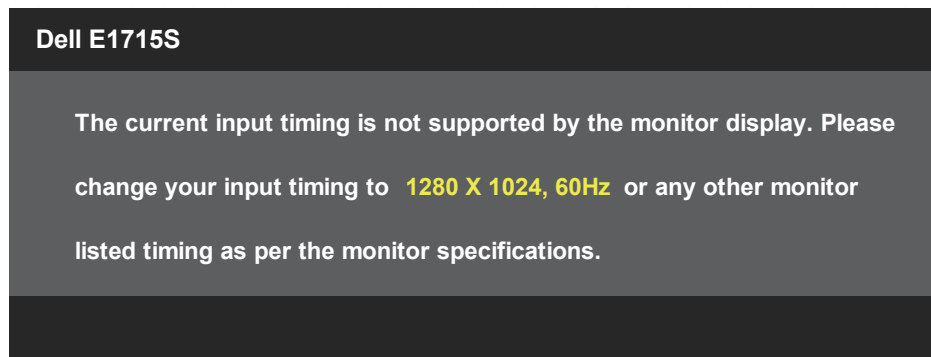 Dell E1715S
The current input timing is not supported by the monitor display. Please
change your input timing to 1280 X 1024, 60Hz or any other monitor
listed timing as per the monitor specifications.